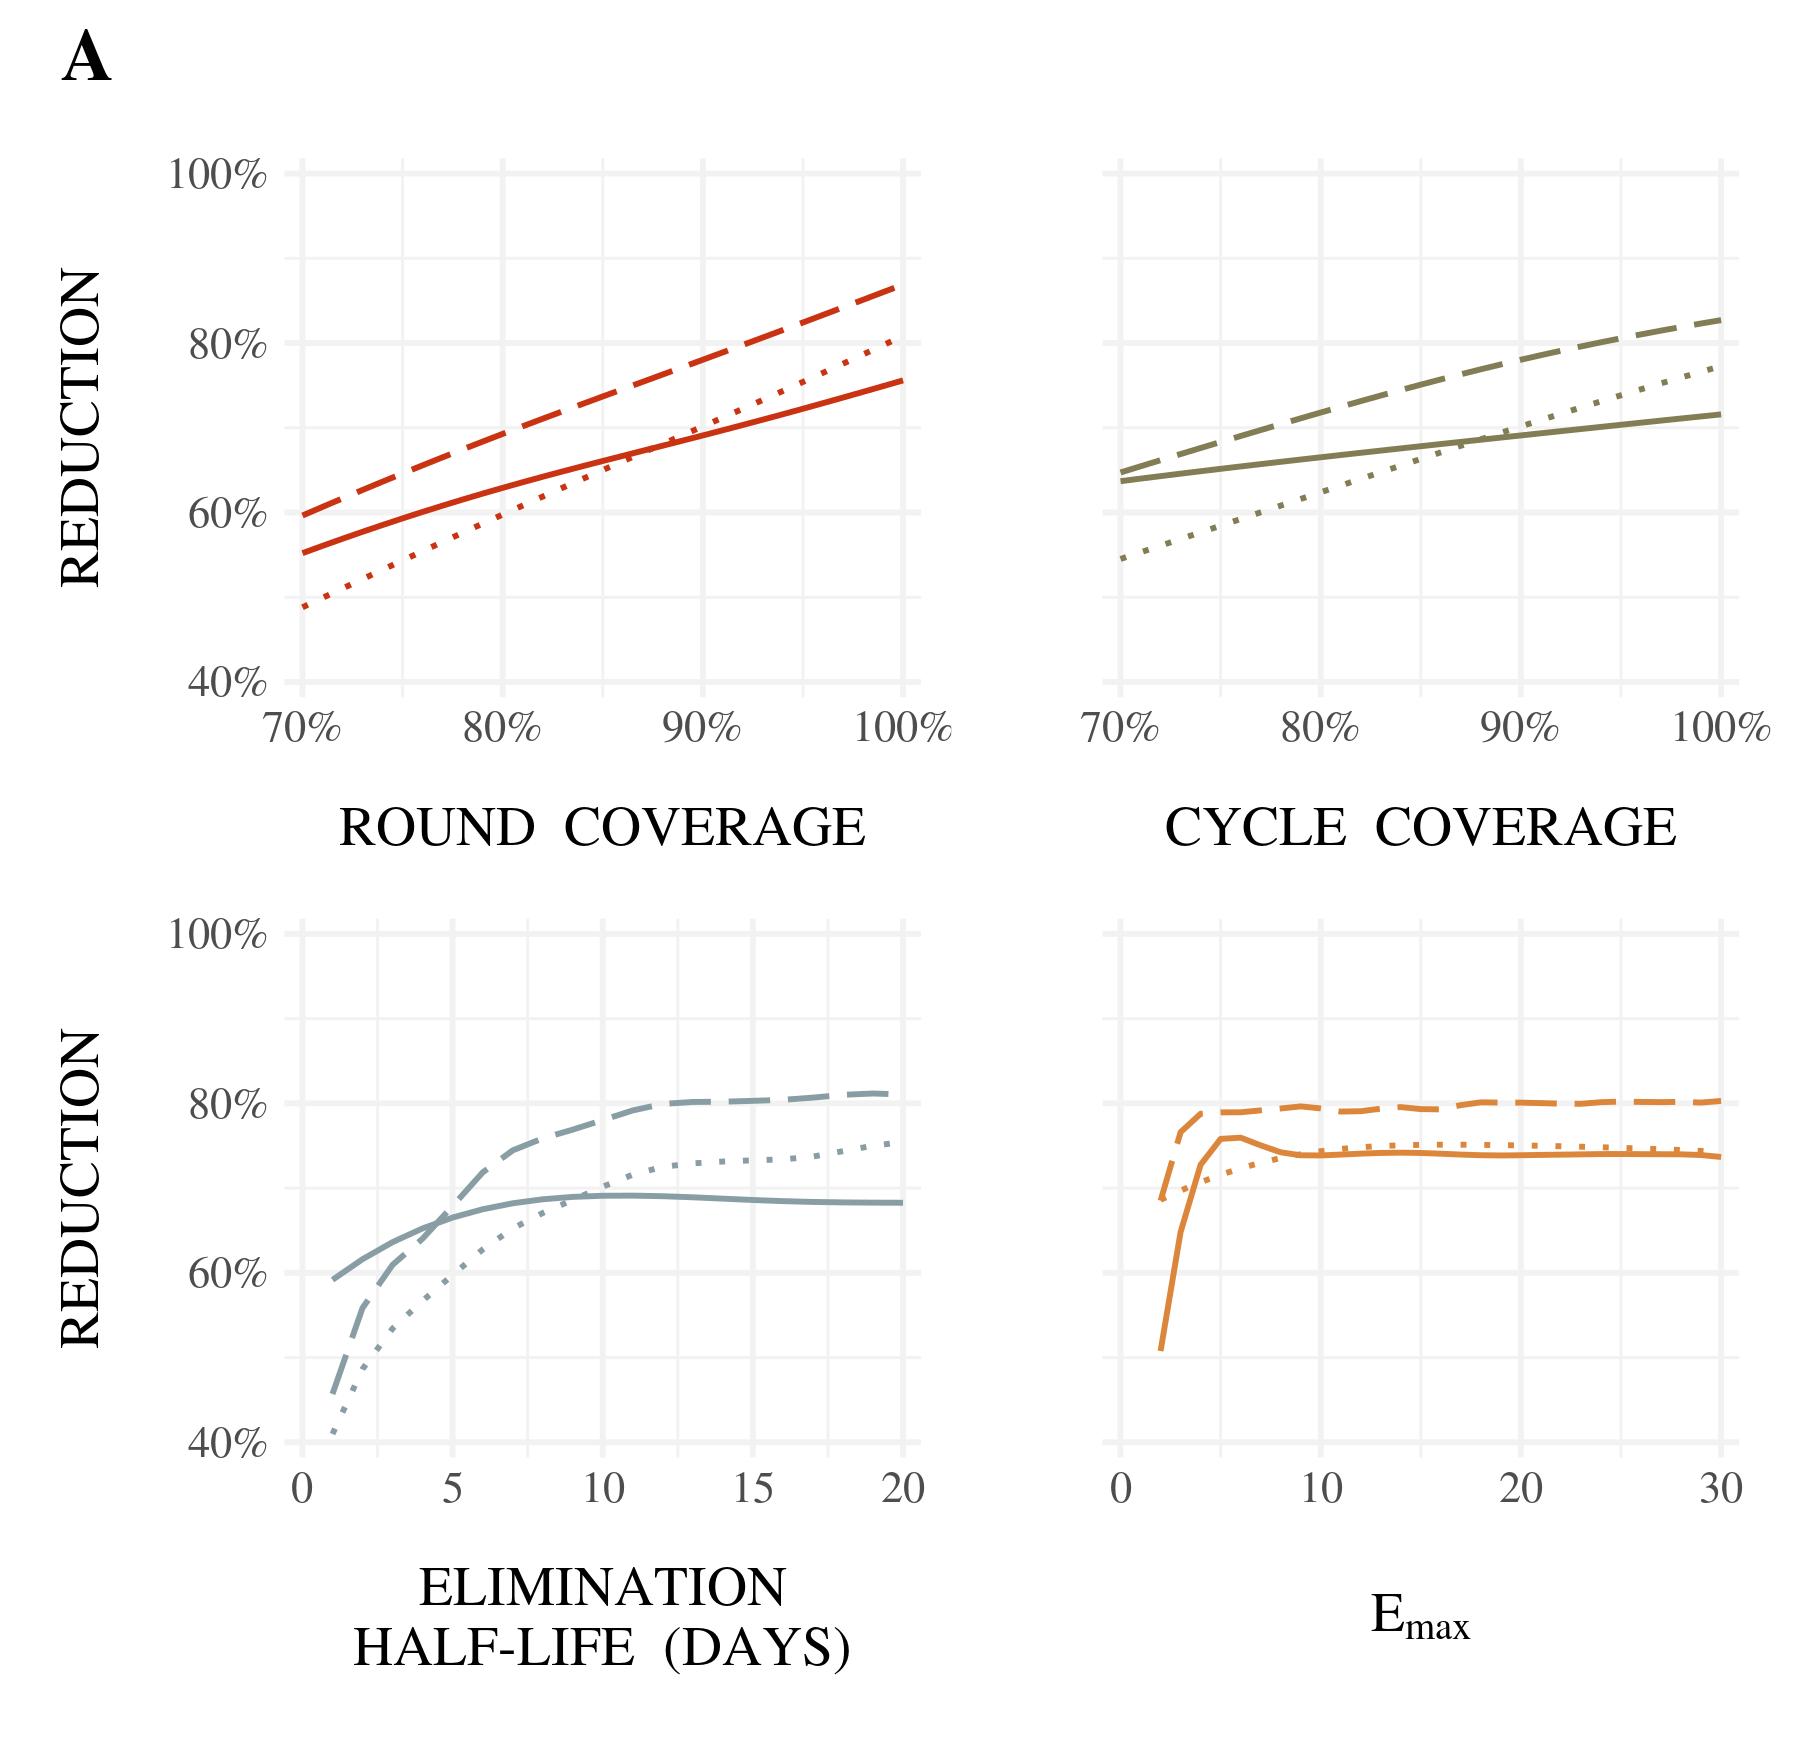 A
100%
80%
60%
40%
REDUCTION
70% 80% 90% 100%
ROUND COVERAGE
70% 80% 90% 100%
CYCLE COVERAGE
100%
80%
60%
40%
REDUCTION
0 5 10 15 20
ELIMINATION
HALF-LIFE (DAYS)
0 10 20 30
Emax